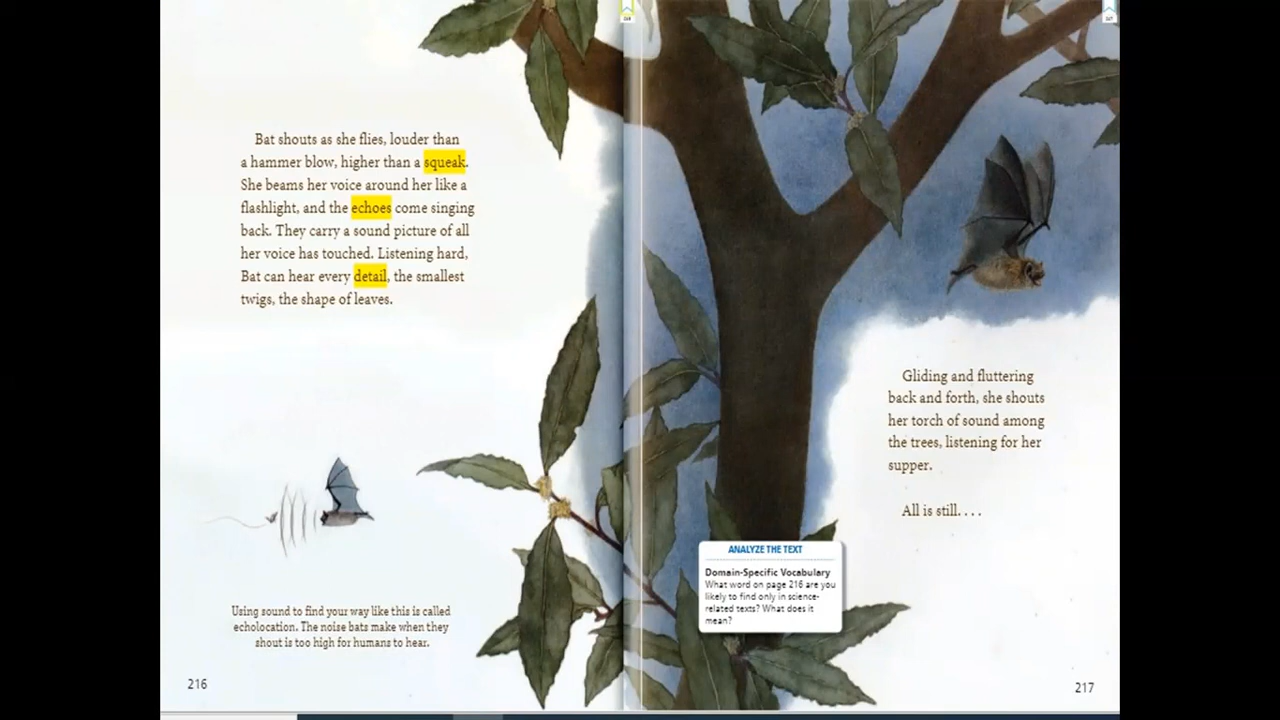 Bat shouts as she flies, louder than
a hammer blow, higher than a squeak.
She beams her voice around her like a
flashlight, and the echoes come singing
back. They carry a sound picture of all
her voice has touched. Listening hard,
Bat can hear every detail, the smallest
twigs, the shape of leaves.
Using sound to find your way like this is called
echolocation. The noise bats make when they
shout is too high for humans to hear.
216
Gliding and fluttering
back and forth, she shouts
her torch of sound among
the trees, listening for her
supper.
All is still. . . .
ANALYZE THE TEXT
Domain-Specific Vocabulary
What word on page 216 are you
likely to find only in science-
related texts? What does it
mean?
217